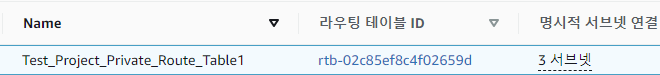 Name 라우팅 테이블 ID 명시적 서브넷 연결
Test_Project_Private_Route_Table1 rtb-02c85ef8c4f02659d 3 서브넷